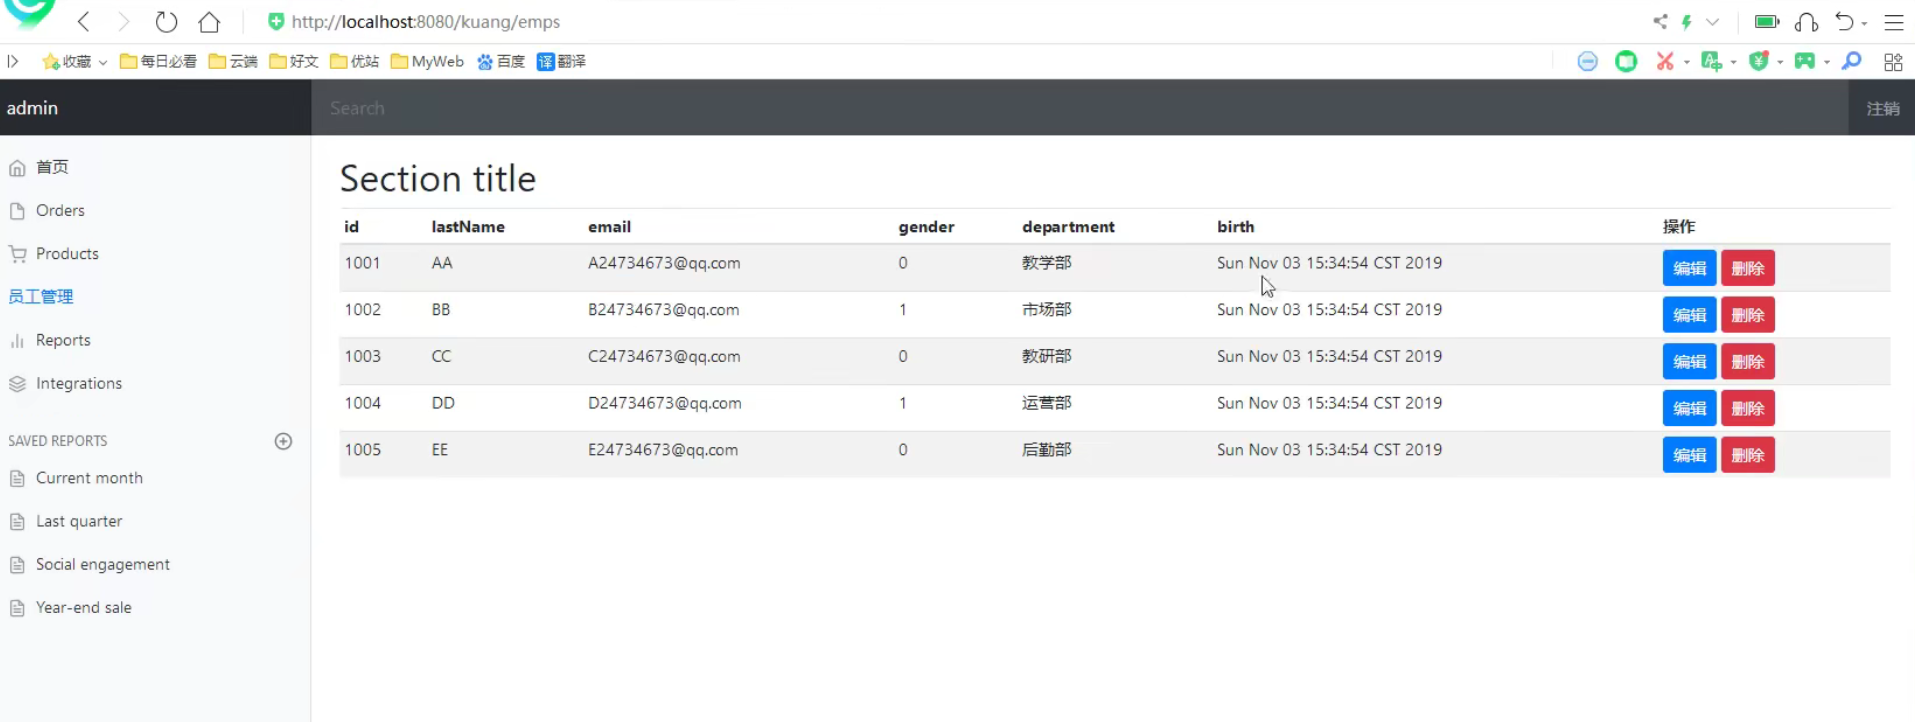 http://localhost:8080/kuang/emps
收藏 每日必看 云端 好文 优站 MyWeb 百度 译 翻译
admin Search 注销
首页
Orders
Products
员工管理
Reports
Integrations
SAVED REPORTS
Current month
Last quarter
Social engagement
Year-end sale
Section title
id lastName email gender department birth 操作
1001 AA A24734673@qq.com 0 教学部 Sun Nov 03 15:34:54 CST 2019 编辑 删除
1002 BB B24734673@qq.com 1 市场部 Sun Nov 03 15:34:54 CST 2019 编辑 删除
1003 CC C24734673@qq.com 0 教研部 Sun Nov 03 15:34:54 CST 2019 编辑 删除
1004 DD D24734673@qq.com 1 运营部 Sun Nov 03 15:34:54 CST 2019 编辑 删除
1005 EE E24734673@qq.com 0 后勤部 Sun Nov 03 15:34:54 CST 2019 编辑 删除